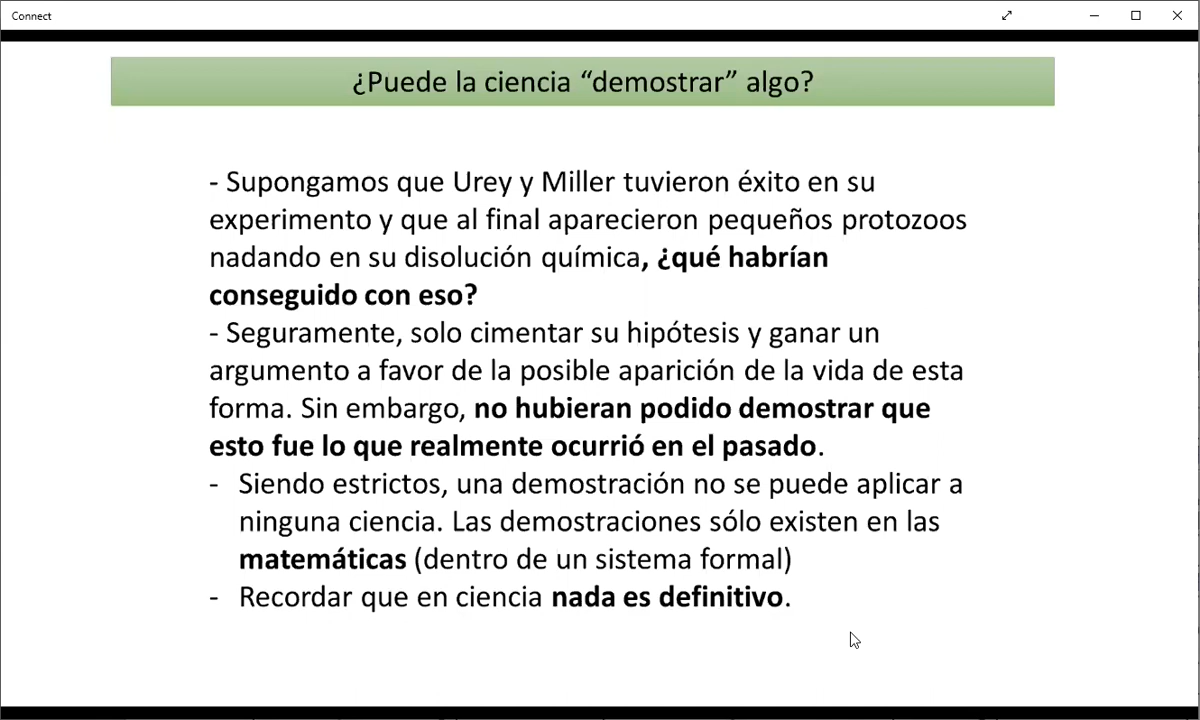 Connect
¿Puede la ciencia “demostrar” algo?
- Supongamos que Urey y Miller tuvieron éxito en su
experimento y que al final aparecieron pequeños protozoos
nadando en su disolución química, ¿qué habrían
conseguido con eso?
- Seguramente, solo cimentar su hipótesis y ganar un
argumento a favor de la posible aparición de la vida de esta
forma. Sin embargo, no hubieran podido demostrar que
esto fue lo que realmente ocurrió en el pasado.
- Siendo estrictos, una demostración no se puede aplicar a
ninguna ciencia. Las demostraciones sólo existen en las
matemáticas (dentro de un sistema formal)
- Recordar que en ciencia nada es definitivo.